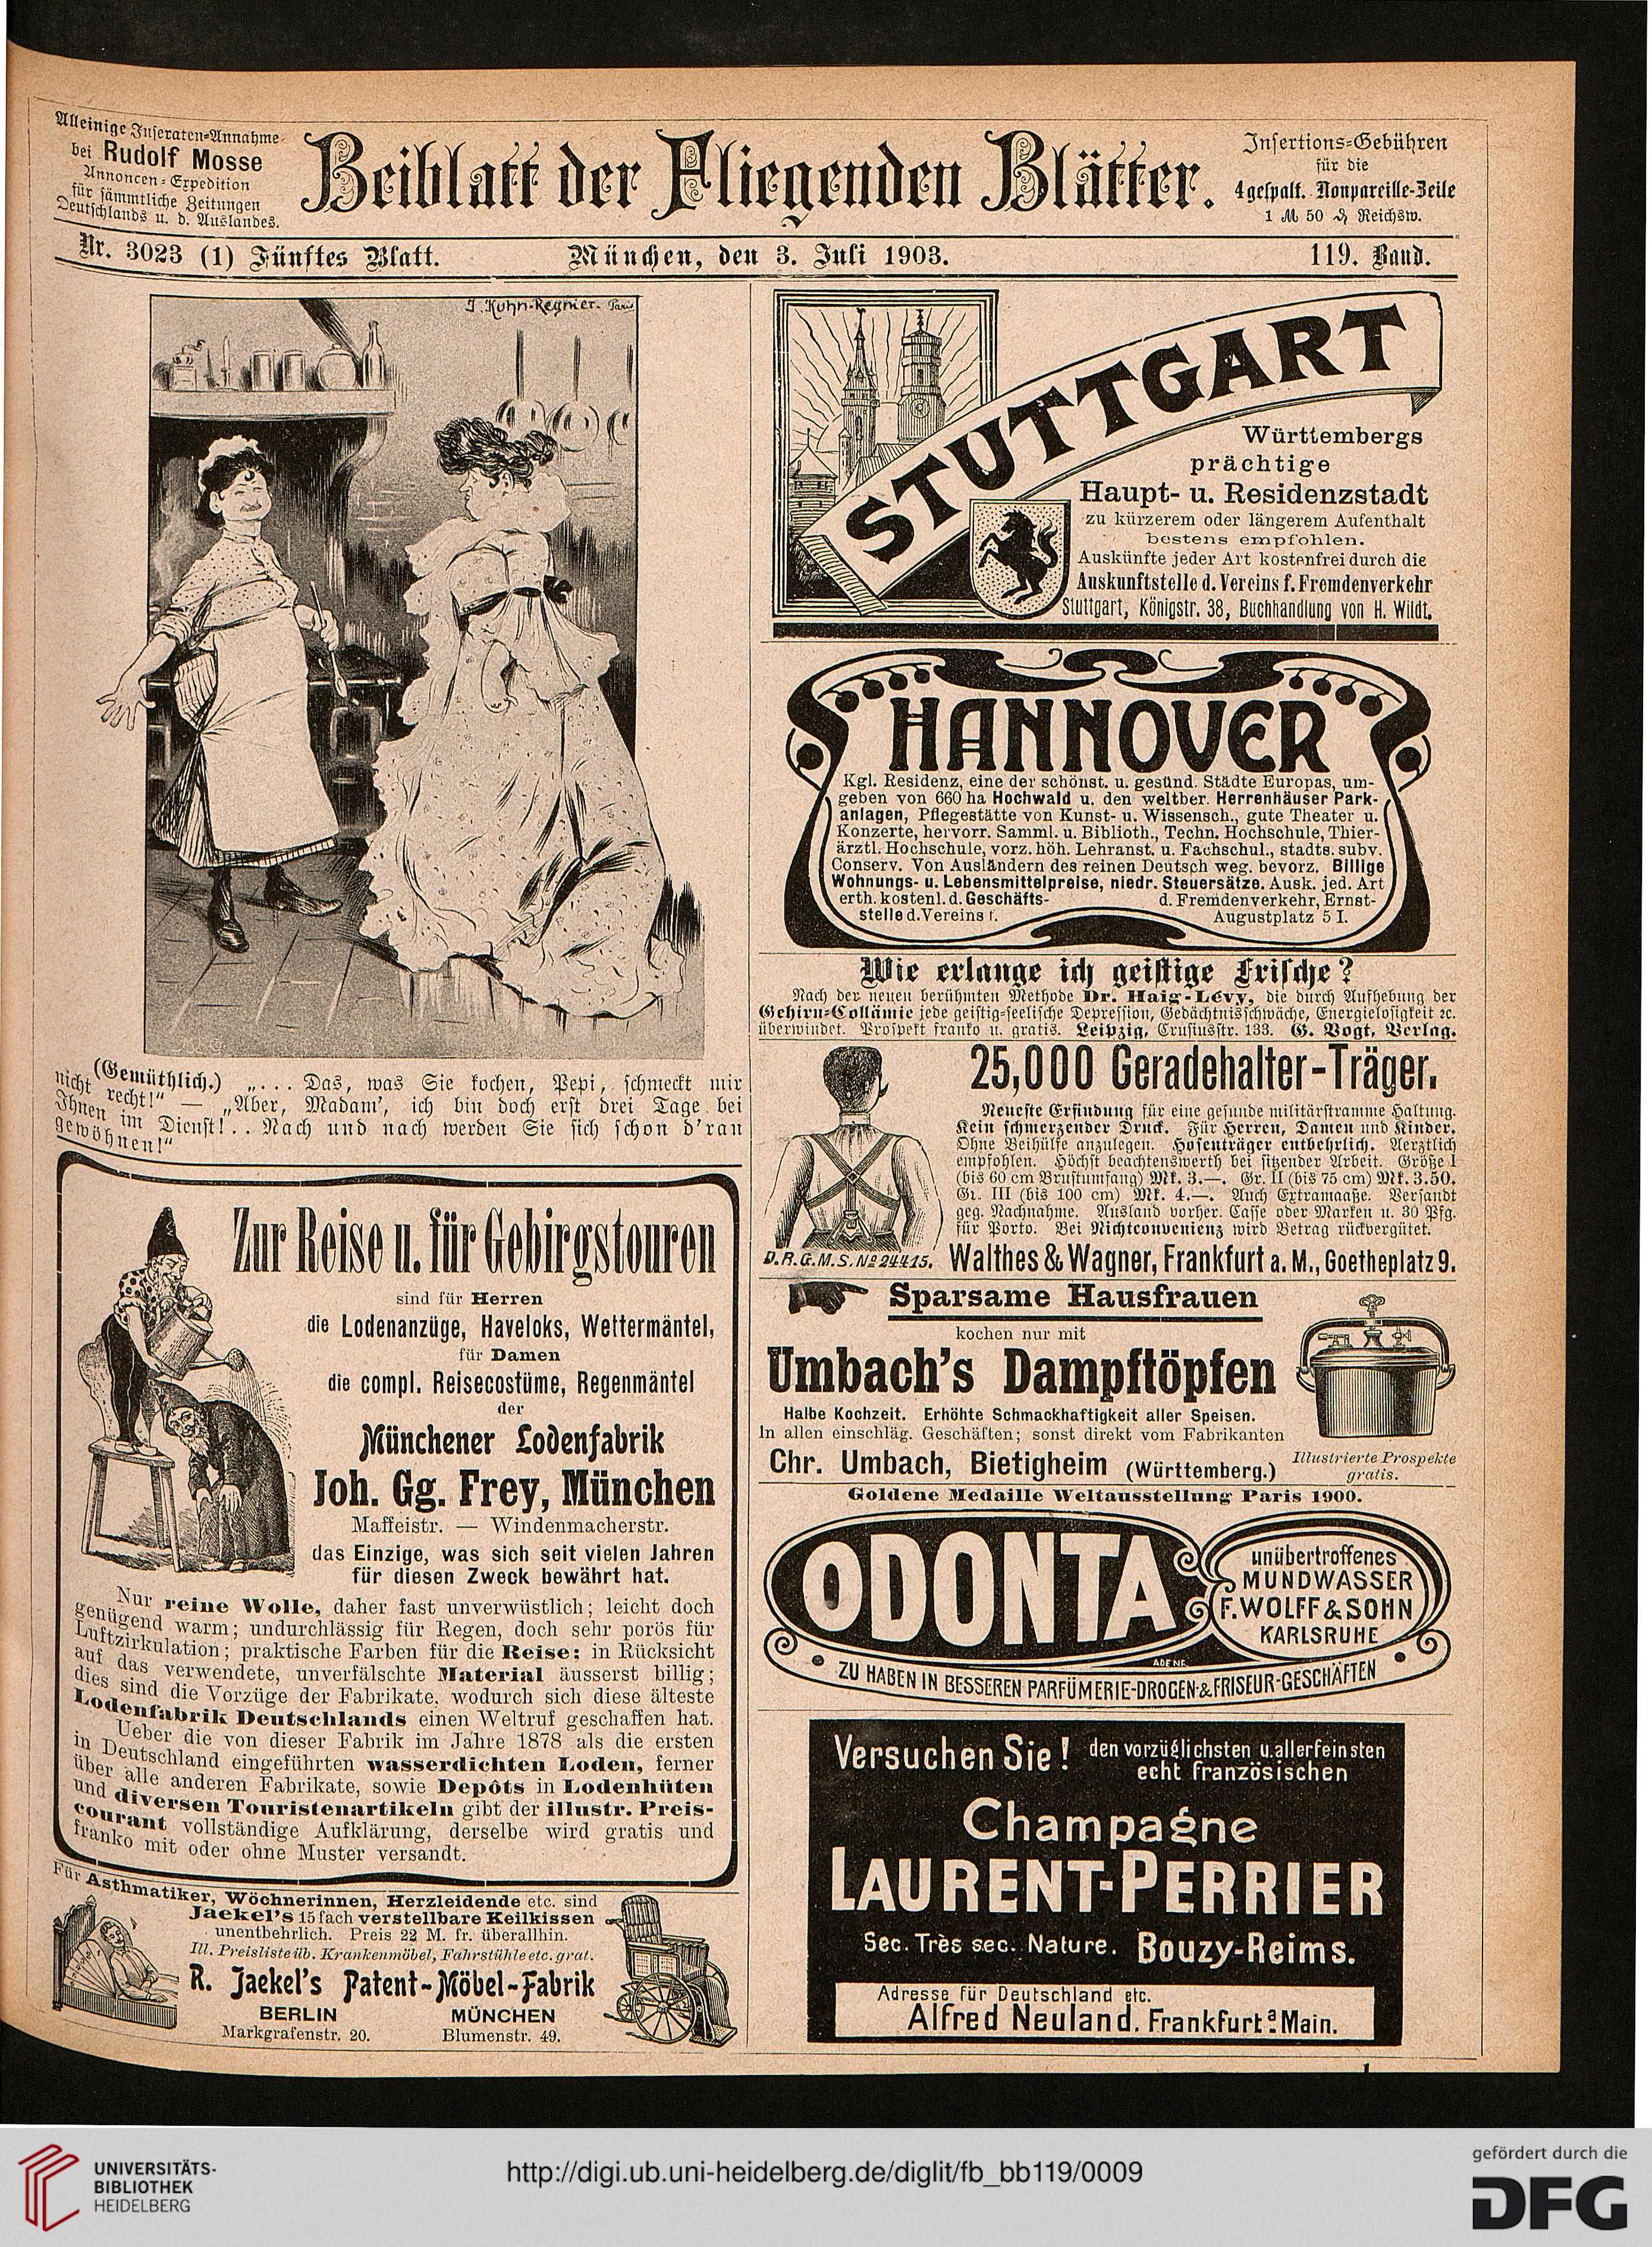 Alleinige Inseraten-Annahme
bei Rudolf Mosse
Annoncen-Expedition
für sämmtliche Zeitungen
Deutschlands u. d. Auslandes.
Beiblatt der Fliegenden Blätter.
Insertions-Gebühren
für die
4gespalt. Nonpareille-Zeile
1 M 50 ₰ Reichsw.
Nr. 3023 (1) Fünftes Blatt.
München, den 3. Juli 1903.
119. Band.
J. Kuhn-Regnier. Paris
(Gemüthlich.) „... Das, was Sie kochen, Pepi, schmeckt mir
nicht recht!“ — „Aber, Madam', ich bin doch erst drei Tage bei
Ihnen im Dienst!.. Nach und nach werden Sie sich schon d'ran
gewöhnen!“
Zur Reise u. für Gebirgstouren
sind für Herren
die Lodenanzüge, Haveloks, Wettermäntel,
für Damen
die compl. Reisecostüme, Regenmäntel
der
Münchener Lodenfabrik
Joh. Gg. Frey, München
Maffeistr. — Windenmacherstr.
das Einzige, was sich seit vielen Jahren
für diesen Zweck bewährt hat.
Nur reine Wolle, daher fast unverwüstlich; leicht doch
genügend warm; undurchlässig für Regen, doch sehr porös für
Luftzirkulation; praktische Farben für die Reise; in Rücksicht
auf das verwendete, unverfälschte Material äusserst billig;
dies sind die Vorzüge der Fabrikate, wodurch sich diese älteste
Lodenfabrik Deutschlands einen Weltruf geschaffen hat.
Ueber die von dieser Fabrik im Jahre 1878 als die ersten
in Deutschland eingeführten wasserdichten Loden, ferner
über alle anderen Fabrikate, sowie Depôts in Lodenhüten
und diversen Touristenartikeln gibt der illustr. Preis-
courant vollständige Aufklärung, derselbe wird gratis und
franko mit oder ohne Muster versandt.
Für Asthmatiker, Wöchnerinnen, Herzleidende etc. sind
Jaekel's 15fach verstellbare Keilkissen
unentbehrlich. Preis 22 M. fr. überallhin.
Ill. Preisliste üb. Krankenmöbel, Fahrstühle etc. grat.
R. Jaekel's Patent-Möbel-Fabrik
BERLIN MÜNCHEN
Markgrafenstr. 20. Blumenstr. 49.
STUTTGART
Württembergs
prächtige
Haupt- u. Residenzstadt
zu kürzerem oder längerem Aufenthalt
bestens empfohlen.
Auskünfte jeder Art kostenfrei durch die
Auskunftstelle d. Vereins f. Fremdenverkehr
Stuttgart, Königstr. 38, Buchhandlung von H. Wildt.
HANNOVER
Kgl. Residenz, eine der schönst. u. gesünd. Städte Europas, um-
geben von 660 ha Hochwald u. den weltber. Herrenhäuser Park-
anlagen, Pflegestätte von Kunst- u. Wissensch., gute Theater u.
Konzerte, hervorr. Samml. u. Biblioth., Techn. Hochschule, Thier-
ärztl. Hochschule, vorz. höh. Lehranst. u. Fachschul., stadts. subv.
Conserv. Von Ausländern des reinen Deutsch weg. bevorz. Billige
Wohnungs- u. Lebensmittelpreise, niedr. Steuersätze. Ausk. jed. Art
erth. kostenl. d. Geschäfts- d. Fremdenverkehr, Ernst-
stelle d. Vereins f. Augustplatz 5 I.
Wie erlange ich geistige Frische?
Nach der neuen berühmten Methode Dr. Haig-Lévy, die durch Aufhebung der
Gehirn-Collämie jede geistig-seelische Depression, Gedächtnisschwäche, Energielosigkeit ꝛc.
überwindet. Prospekt franko u. gratis. Leipzig, Crusiusstr. 133. G. Vogt, Verlag.
25,000 Geradehalter-Träger.
Neueste Erfindung für eine gesunde militärstramme Haltung.
Kein schmerzender Druck. Für Herren, Damen und Kinder.
Ohne Beihülfe anzulegen. Hosenträger entbehrlich. Aerztlich
empfohlen. Höchst beachtenswerth bei sitzender Arbeit. Größe I
(bis 60 cm Brustumfang) Mk. 3.—. Gr. II (bis 75 cm) Mk. 3.50.
Gr. III (bis 100 cm) Mk. 4.—. Auch Extramaaße. Versandt
geg. Nachnahme. Ausland vorher. Casse oder Marken u. 30 Pfg.
für Porto. Bei Nichtconvenienz wird Betrag rückvergütet.
D.R.G.M.S. No 24415. Walthes & Wagner, Frankfurt a. M., Goetheplatz 9.
Sparsame Hausfrauen
kochen nur mit
Umbach's Dampftöpfen
Halbe Kochzeit. Erhöhte Schmackhaftigkeit aller Speisen.
In allen einschläg. Geschäften; sonst direkt vom Fabrikanten
Chr. Umbach, Bietigheim (Württemberg.)
Illustrierte Prospekte
gratis.
Goldene Medaille Weltausstellung Paris 1900.
ODONTA
unübertroffenes
MUNDWASSER
F. WOLFF & SOHN
KARLSRUHE
ZU HABEN IN BESSEREN PARFÜMERIE-DROGEN-& FRISEUR-GESCHÄFTEN
Versuchen Sie! den vorzüglichsten u. allerfeinsten
echt französischen
Champagne
LAURENT-PERRIER
Sec. Très sec. Nature. Bouzy-Reims.
Adresse für Deutschland etc.
Alfred Neuland. Frankfurt a. Main.
UNIVERSITÄTS-
BIBLIOTHEK
HEIDELBERG
http://digi.ub.uni-heidelberg.de/diglit/fb_bb119/0009
gefördert durch die
DFG